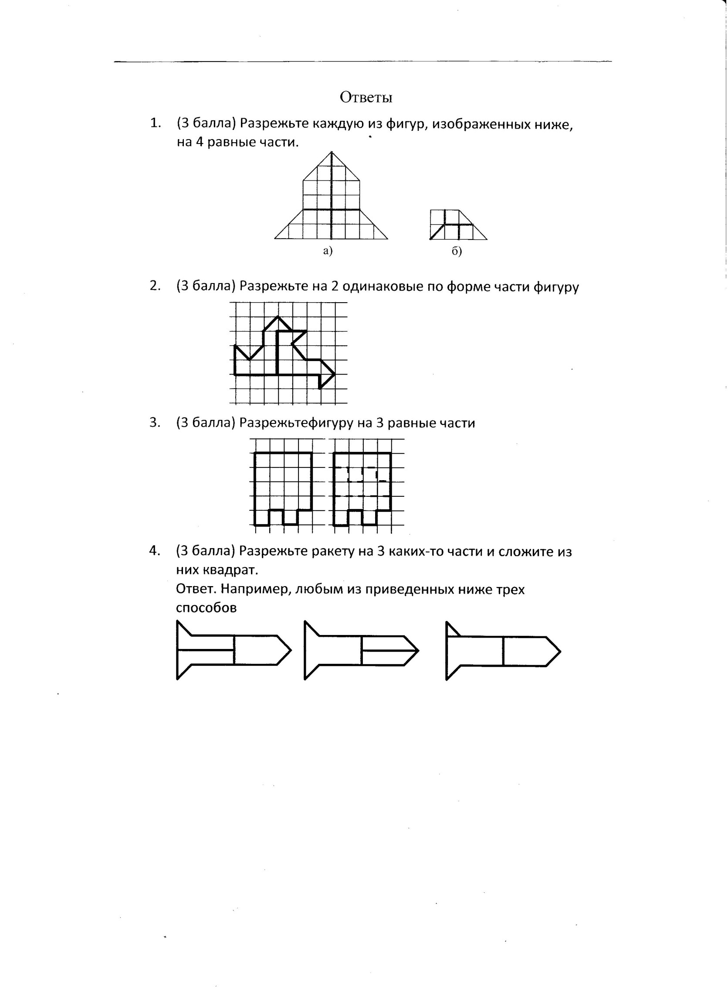 Ответы
1. (3 балла) Разрежьте каждую из фигур, изображенных ниже,
на 4 равные части.
а) б)
2. (3 балла) Разрежьте на 2 одинаковые по форме части фигуру
3. (3 балла) Разрежьтефигуру на 3 равные части
4. (3 балла) Разрежьте ракету на 3 каких-то части и сложите из
них квадрат.
Ответ. Например, любым из приведенных ниже трех
способов